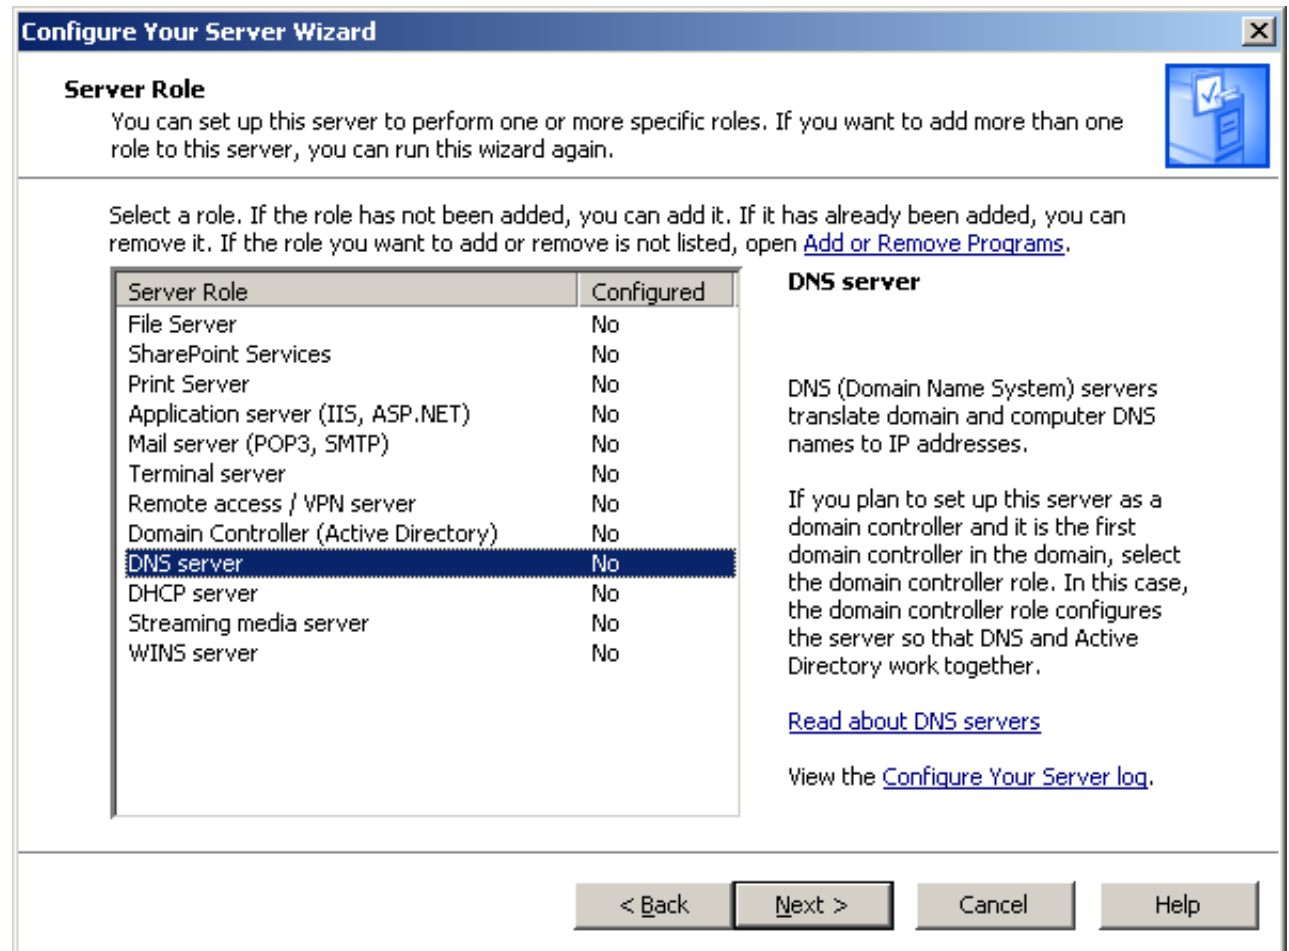 Configure Your Server Wizard
Server Role
You can set up this server to perform one or more specific roles. If you want to add more than one
role to this server, you can run this wizard again.
Select a role. If the role has not been added, you can add it. If it has already been added, you can
remove it. If the role you want to add or remove is not listed, open Add or Remove Programs.
Server Role Configured
File Server No
SharePoint Services No
Print Server No
Application server (IIS, ASP.NET) No
Mail server (POP3, SMTP) No
Terminal server No
Remote access / VPN server No
Domain Controller (Active Directory) No
DNS server No
DHCP server No
Streaming media server No
WINS server No
DNS server
DNS (Domain Name System) servers
translate domain and computer DNS
names to IP addresses.
If you plan to set up this server as a
domain controller and it is the first
domain controller in the domain, select
the domain controller role. In this case,
the domain controller role configures
the server so that DNS and Active
Directory work together.
Read about DNS servers
View the Configure Your Server log.
< Back Next > Cancel Help